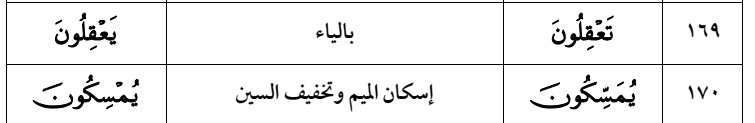 ١٦٩ تَعْقِلُونَ بالياء يَعْقِلُونَ
١٧٠ يُمَسِّكُونَ إسكان الميم وتخفيف السين يُمْسِكُونَ